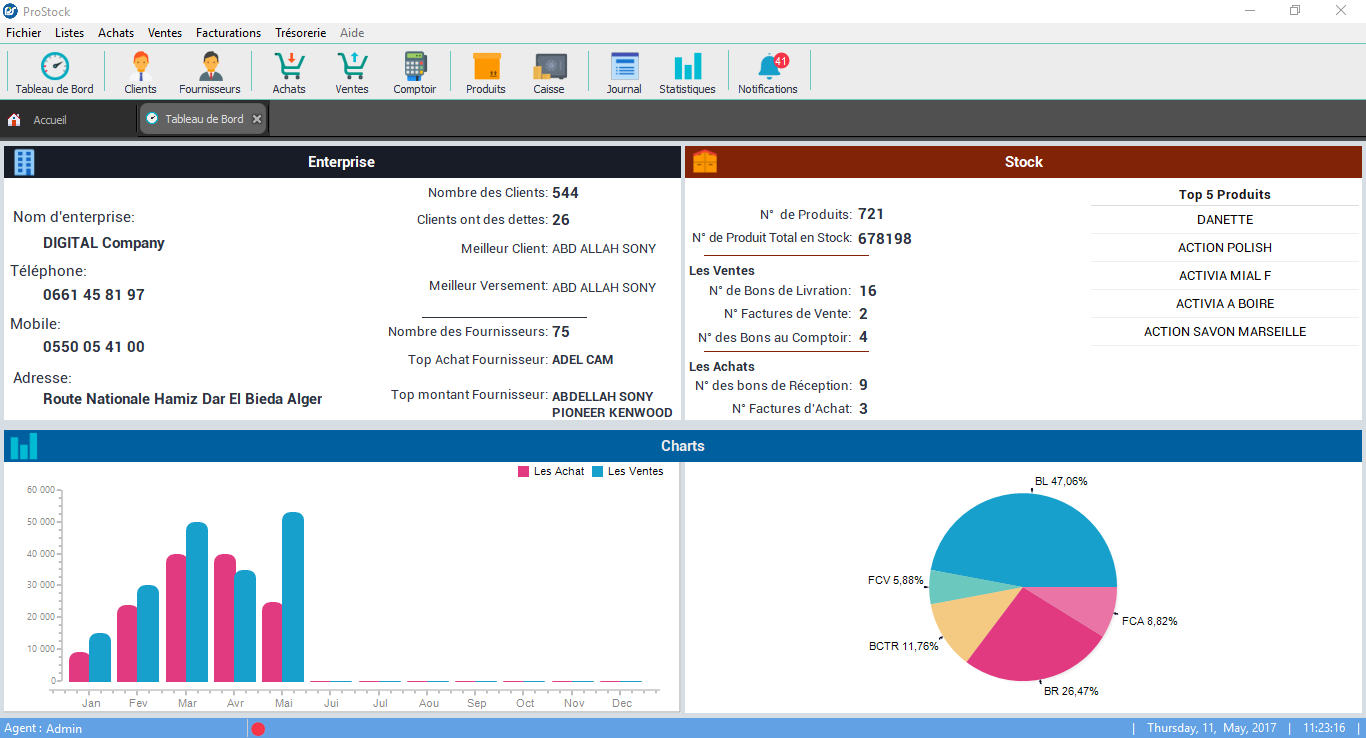 ProStock
Fichier Listes Achats Ventes Facturations Trésorerie Aide
41
Tableau de Bord Clients Fournisseurs Achats Ventes Comptoir Produits Caisse Journal Statistiques Notifications
Accueil Tableau de Bord
Enterprise
Nom d'enterprise:
DIGITAL Company
Téléphone:
0661 45 81 97
Mobile:
0550 05 41 00
Adresse:
Route Nationale Hamiz Dar El Bieda Alger
Nombre des Clients: 544
Clients ont des dettes: 26
Meilleur Client: ABD ALLAH SONY
Meilleur Versement: ABD ALLAH SONY
Nombre des Fournisseurs: 75
Top Achat Fournisseur: ADEL CAM
Top montant Fournisseur: ABDELLAH SONY
PIONEER KENWOOD
Stock
N° de Produits: 721
N° de Produit Total en Stock: 678198
Les Ventes
N° de Bons de Livration: 16
N° Factures de Vente: 2
N° des Bons au Comptoir: 4
Les Achats
N° des bons de Réception: 9
N° Factures d'Achat: 3
Top 5 Produits
DANETTE
ACTION POLISH
ACTIVIA MIAL F
ACTIVIA A BOIRE
ACTION SAVON MARSEILLE
Charts
Les Achat Les Ventes
60 000
50 000
40 000
30 000
20 000
10 000
0
Jan Fev Mar Avr Mai Jui Jul Aou Sep Oct Nov Dec
BL 47,06%
FCV 5,88%
FCA 8,82%
BCTR 11,76%
BR 26,47%
Agent : Admin | Thursday, 11, May, 2017 | 11:23:16 |